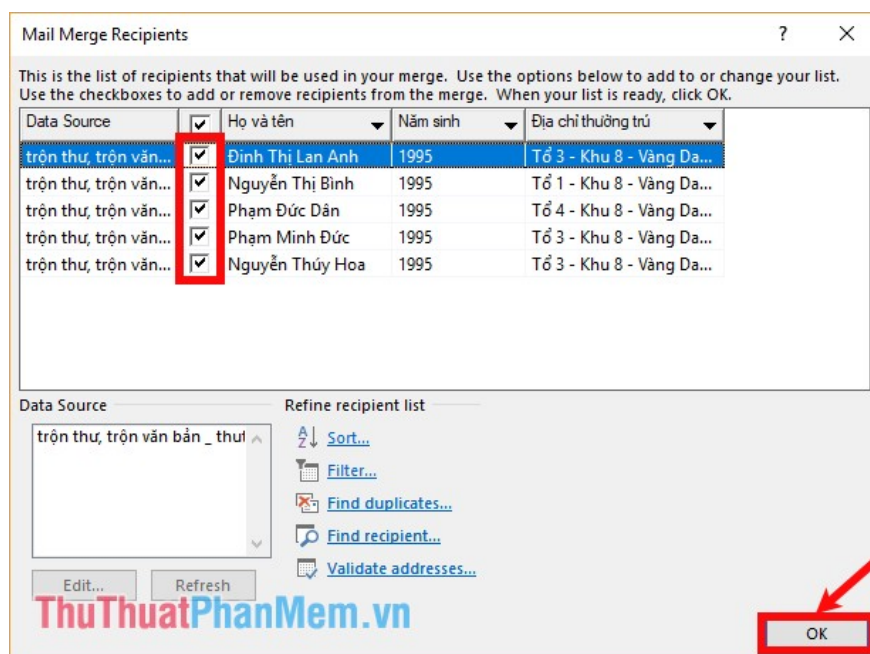 Mail Merge Recipients
This is the list of recipients that will be used in your merge. Use the options below to add to or change your list.
Use the checkboxes to add or remove recipients from the merge. When your list is ready, click OK.
Data Source Họ và tên Năm sinh Địa chỉ thường trú
trộn thư, trộn văn... Đinh Thị Lan Anh 1995 Tổ 3 - Khu 8 - Vàng Da...
trộn thư, trộn văn... Nguyễn Thị Bình 1995 Tổ 1 - Khu 8 - Vàng Da...
trộn thư, trộn văn... Phạm Đức Dân 1995 Tổ 4 - Khu 8 - Vàng Da...
trộn thư, trộn văn... Phạm Minh Đức 1995 Tổ 3 - Khu 8 - Vàng Da...
trộn thư, trộn văn... Nguyễn Thúy Hoa 1995 Tổ 3 - Khu 8 - Vàng Da...
Data Source Refine recipient list
trộn thư, trộn văn bản _ thut
Sort...
Filter...
Find duplicates...
Find recipient...
Validate addresses...
Edit... Refresh
ThuThuatPhanMem.vn
OK